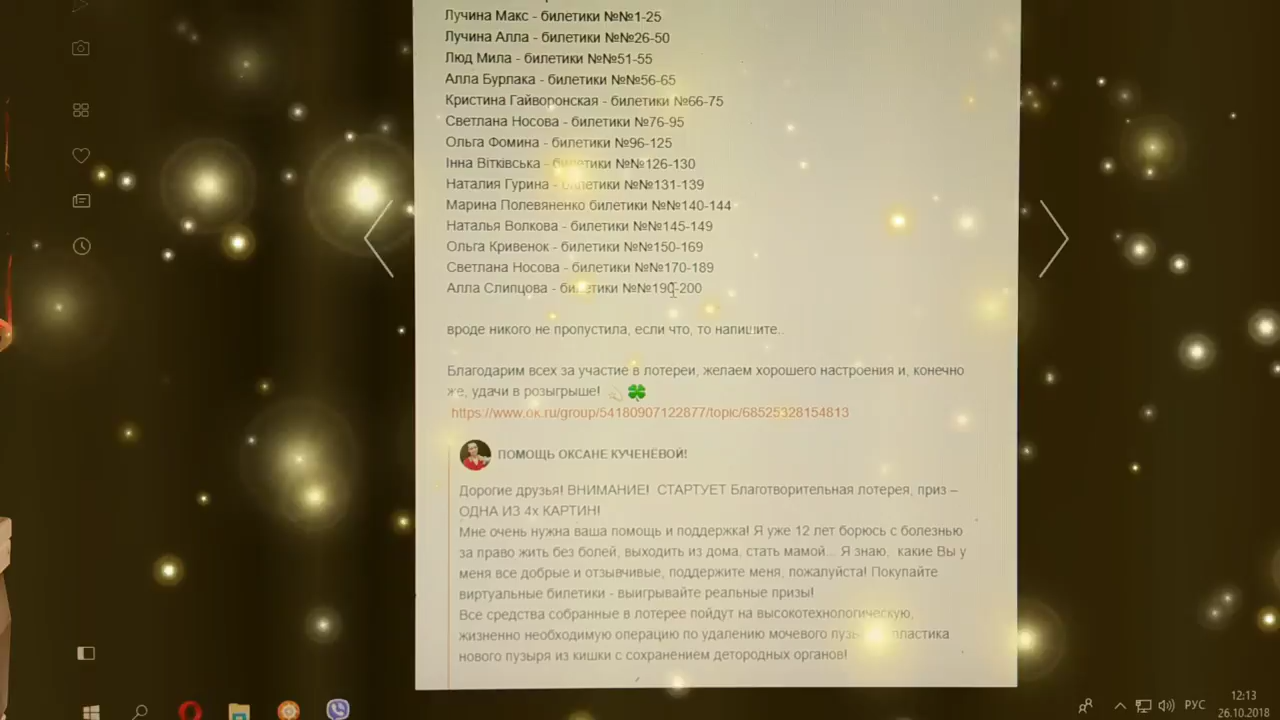 Лучина Макс - билетики №№1-25
Лучина Алла - билетики №№26-50
Люд Мила - билетики №№51-55
Алла Бурлака - билетики №№56-65
Кристина Гайворонская - билетики №66-75
Светлана Носова - билетики №76-95
Ольга Фомина - билетики №96-125
Інна Вітківська - билетики №№126-130
Наталия Гурина - билетики №№131-139
Марина Полевяненко билетики №№140-144
Наталья Волкова - билетики №№145-149
Ольга Кривенок - билетики №№150-169
Светлана Носова - билетики №№170-189
Алла Слипцова - билетики №№190-200
вроде никого не пропустила, если что, то напишите..
Благодарим всех за участие в лотереи, желаем хорошего настроения и, конечно
же, удачи в розыгрыше!
https://www.ok.ru/group/54180907122877/topic/68525328154813
ПОМОЩЬ ОКСАНЕ КУЧЕНЁВОЙ!
Дорогие друзья! ВНИМАНИЕ! СТАРТУЕТ Благотворительная лотерея, приз –
ОДНА ИЗ 4х КАРТИН!
Мне очень нужна ваша помощь и поддержка! Я уже 12 лет борюсь с болезнью
за право жить без болей, выходить из дома, стать мамой... Я знаю, какие Вы у
меня все добрые и отзывчивые, поддержите меня, пожалуйста! Покупайте
виртуальные билетики - выигрывайте реальные призы!
Все средства собранные в лотерее пойдут на высокотехнологическую,
жизненно необходимую операцию по удалению мочевого пластика
нового пузыря из кишки с сохранением детородных органов!
РУС
12:13
26.10.2018